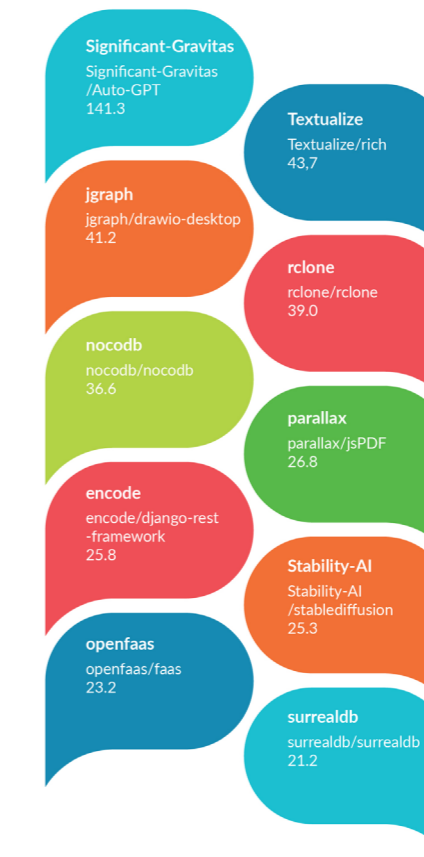 Significant-Gravitas
Significant-Gravitas
/Auto-GPT
141.3
Textualize
Textualize/rich
43,7
jgraph
jgraph/drawio-desktop
41.2
rclone
rclone/rclone
39.0
nocodb
nocodb/nocodb
36.6
parallax
parallax/jsPDF
26.8
encode
encode/django-rest
-framework
25.8
Stability-AI
Stability-AI
/stablediffusion
25.3
openfaas
openfaas/faas
23.2
surrealdb
surrealdb/surrealdb
21.2